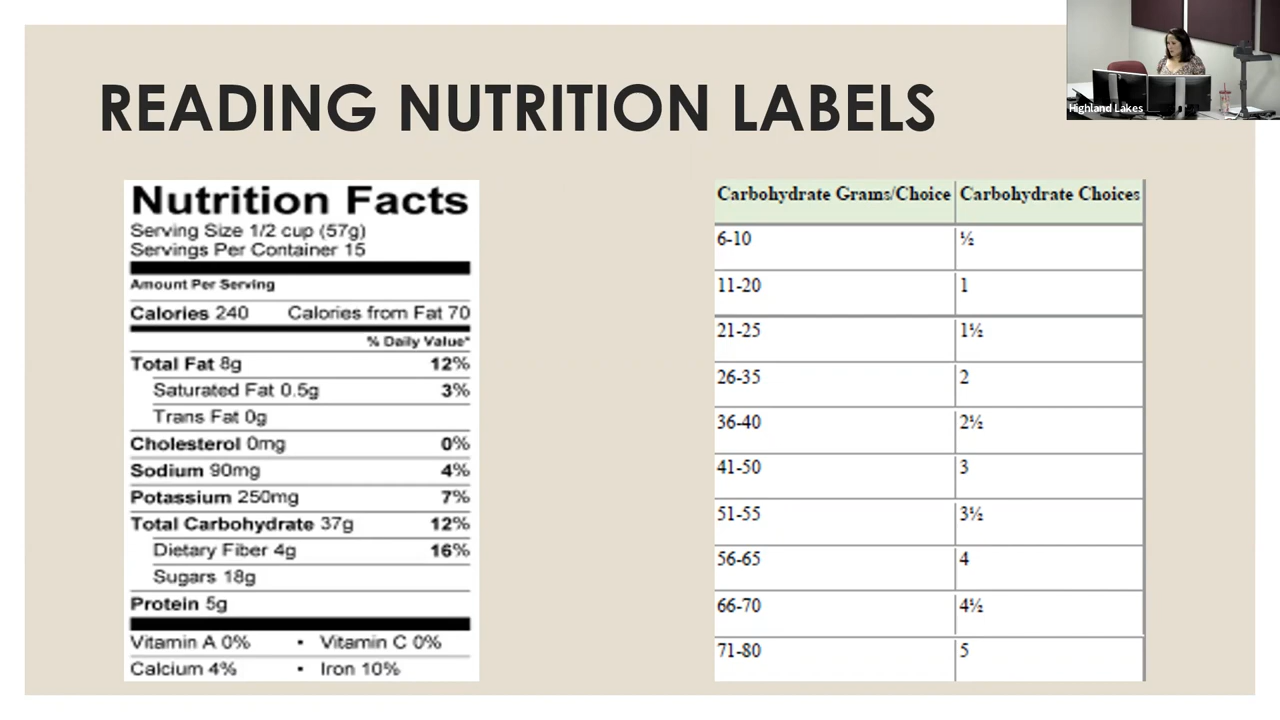 READING NUTRITION LABELS
Highland Lakes
Nutrition Facts
Serving Size 1/2 cup (57g)
Servings Per Container 15
Amount Per Serving
Calories 240 Calories from Fat 70
% Daily Value*
Total Fat 8g 12%
Saturated Fat 0.5g 3%
Trans Fat 0g
Cholesterol 0mg 0%
Sodium 90mg 4%
Potassium 250mg 7%
Total Carbohydrate 37g 12%
Dietary Fiber 4g 16%
Sugars 18g
Protein 5g
Vitamin A 0% • Vitamin C 0%
Calcium 4% • Iron 10%
Carbohydrate Grams/Choice Carbohydrate Choices
6-10 ½
11-20 1
21-25 1½
26-35 2
36-40 2½
41-50 3
51-55 3½
56-65 4
66-70 4½
71-80 5